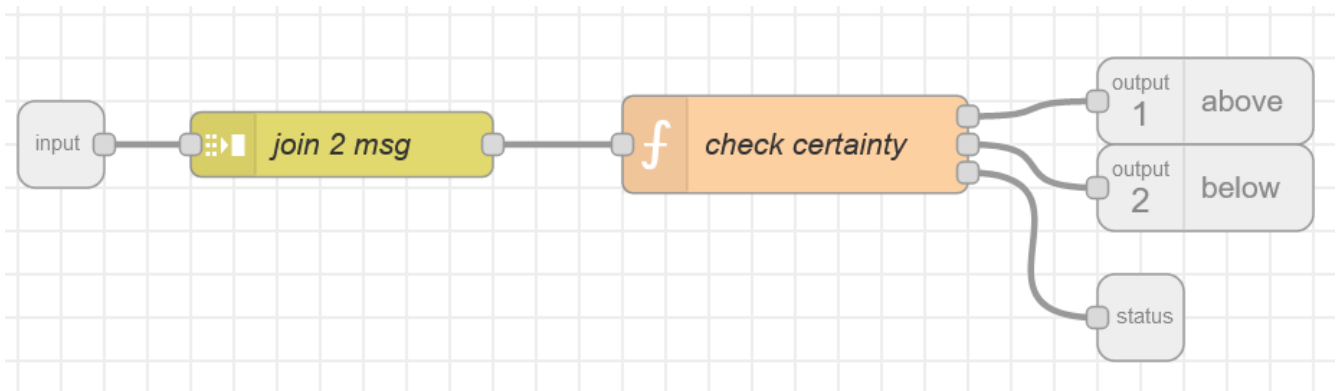 input
join 2 msg
check certainty
output
1
above
output
2
below
status